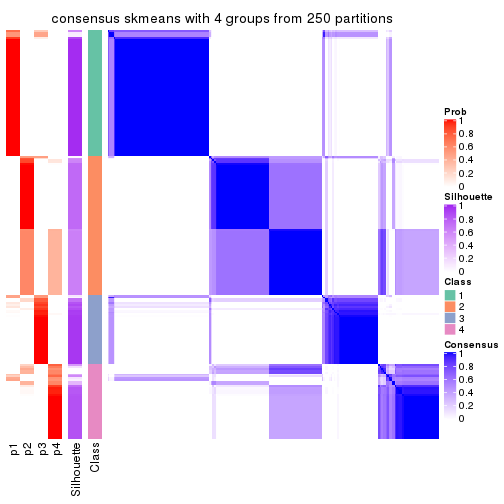 consensus skmeans with 4 groups from 250 partitions
Prob
1
0.8
0.6
0.4
0.2
0
Silhouette
1
0.8
0.6
0.4
0.2
0
Class
1
2
3
4
Consensus
1
0.8
0.6
0.4
0.2
0
p1
p2
p3
p4
Silhouette
Class